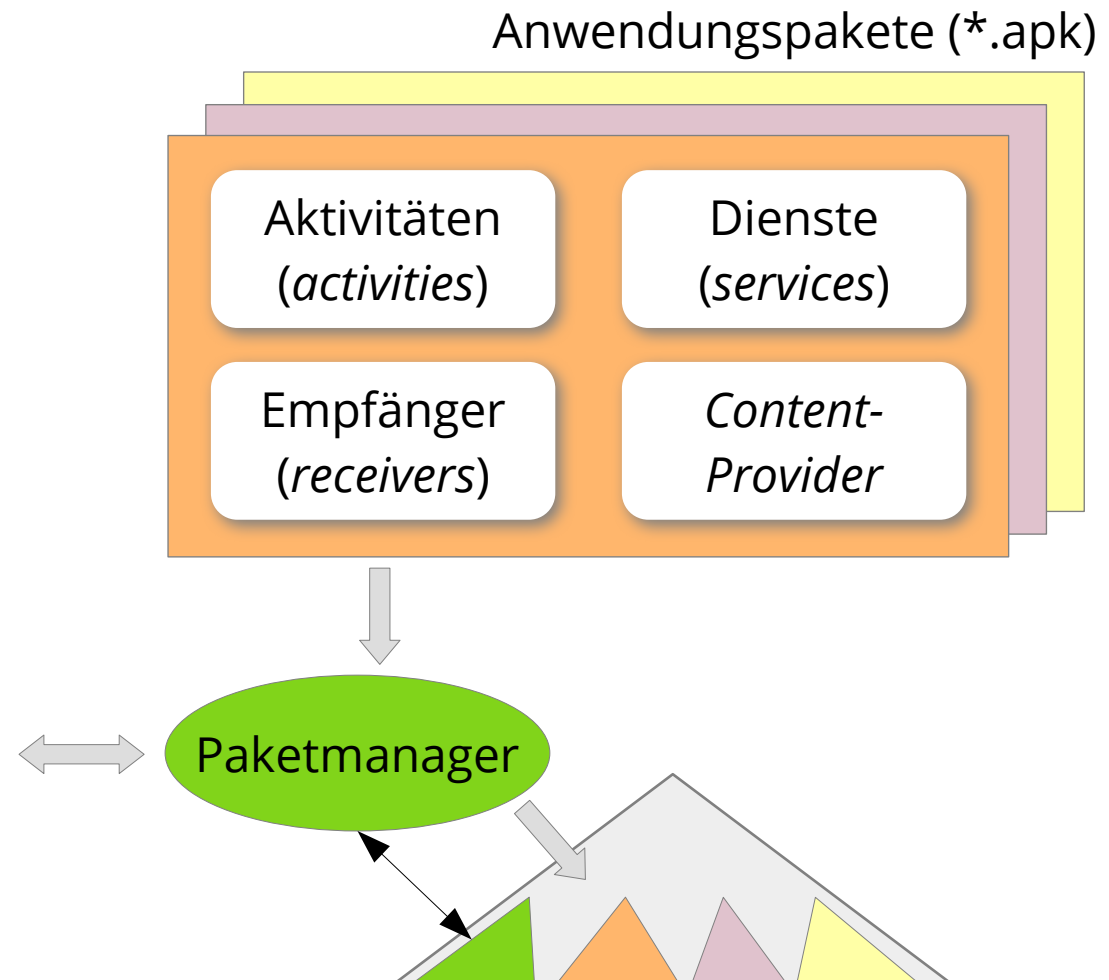 Anwendungspakete (*.apk)
Aktivitäten
(activities)
Dienste
(services)
Empfänger
(receivers)
Content-
Provider
Paketmanager